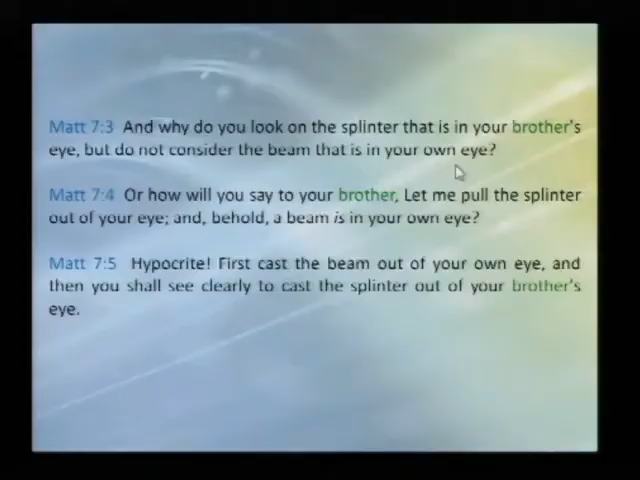 Matt 7:3 And why do you look on the splinter that is in your brother's
eye, but do not consider the beam that is in your own eye?
Matt 7:4 Or how will you say to your brother, Let me pull the splinter
out of your eye; and, behold, a beam is in your own eye?
Matt 7:5 Hypocrite! First cast the beam out of your own eye, and
then you shall see clearly to cast the splinter out of your brother's
eye.